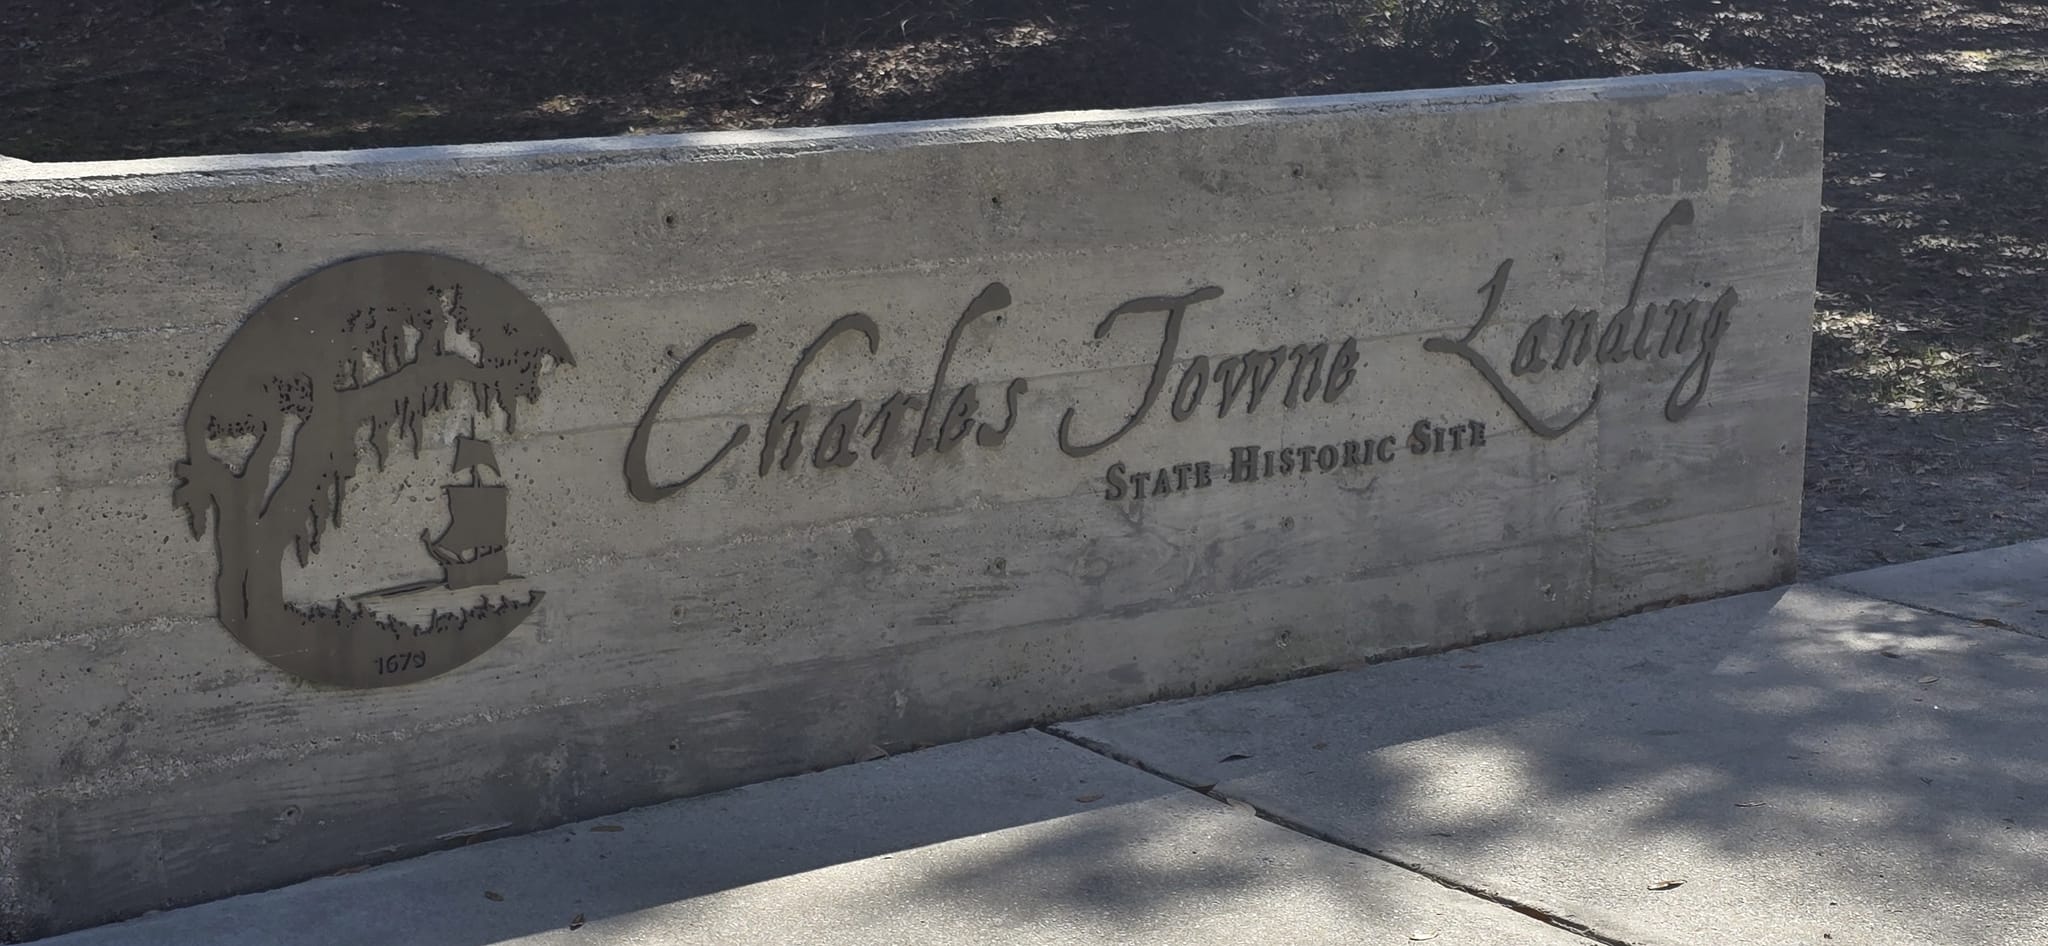 Charles Towne Landing
State Historic Site
1670